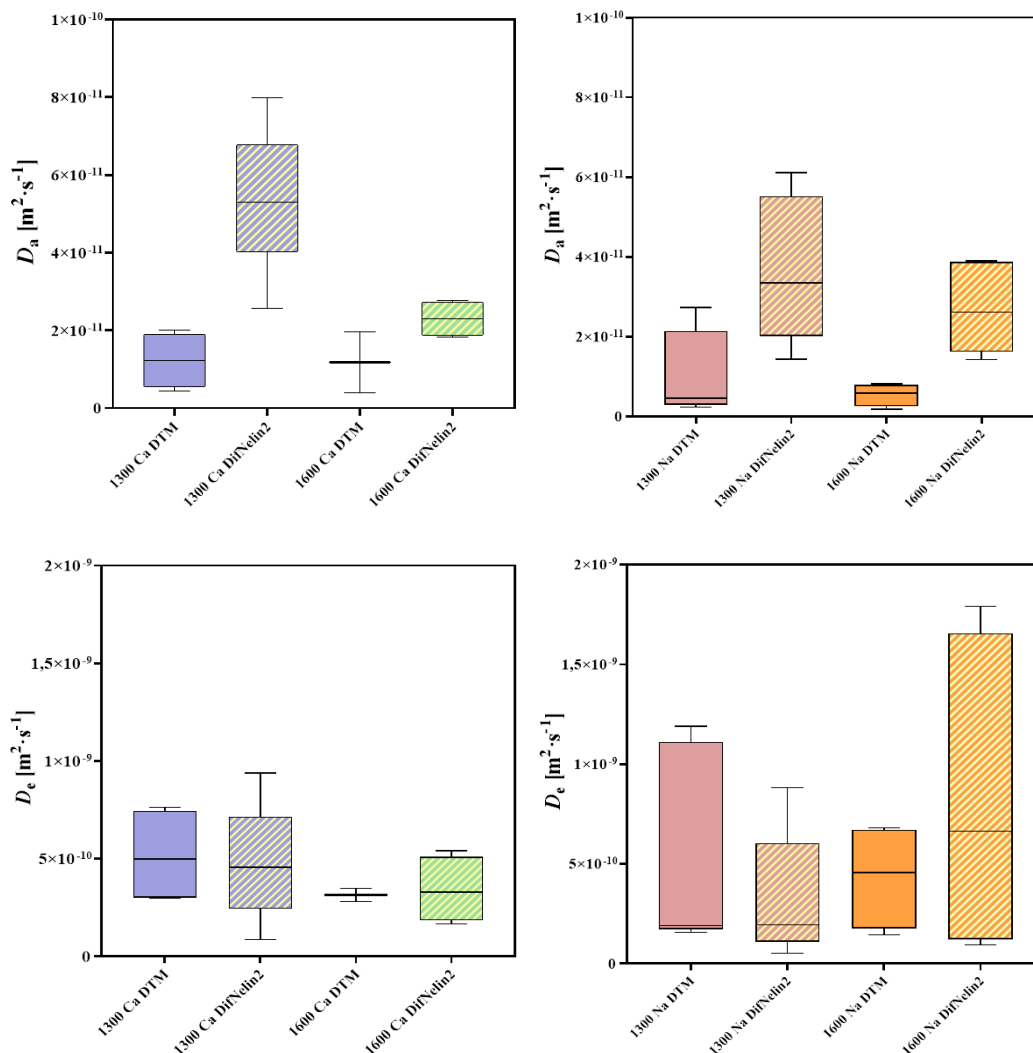 1×10⁻¹⁰
8×10⁻¹¹
6×10⁻¹¹
4×10⁻¹¹
2×10⁻¹¹
0
Dₐ [m²·s⁻¹]
1300 Ca DTM
1300 Ca DifNelin2
1600 Ca DTM
1600 Ca DifNelin2
1×10⁻¹⁰
8×10⁻¹¹
6×10⁻¹¹
4×10⁻¹¹
2×10⁻¹¹
0
Dₐ [m²·s⁻¹]
1300 Na DTM
1300 Na DifNelin2
1600 Na DTM
1600 Na DifNelin2
2×10⁻⁹
1,5×10⁻⁹
1×10⁻⁹
5×10⁻¹⁰
0
Dₑ [m²·s⁻¹]
1300 Ca DTM
1300 Ca DifNelin2
1600 Ca DTM
1600 Ca DifNelin2
2×10⁻⁹
1,5×10⁻⁹
1×10⁻⁹
5×10⁻¹⁰
0
Dₑ [m²·s⁻¹]
1300 Na DTM
1300 Na DifNelin2
1600 Na DTM
1600 Na DifNelin2